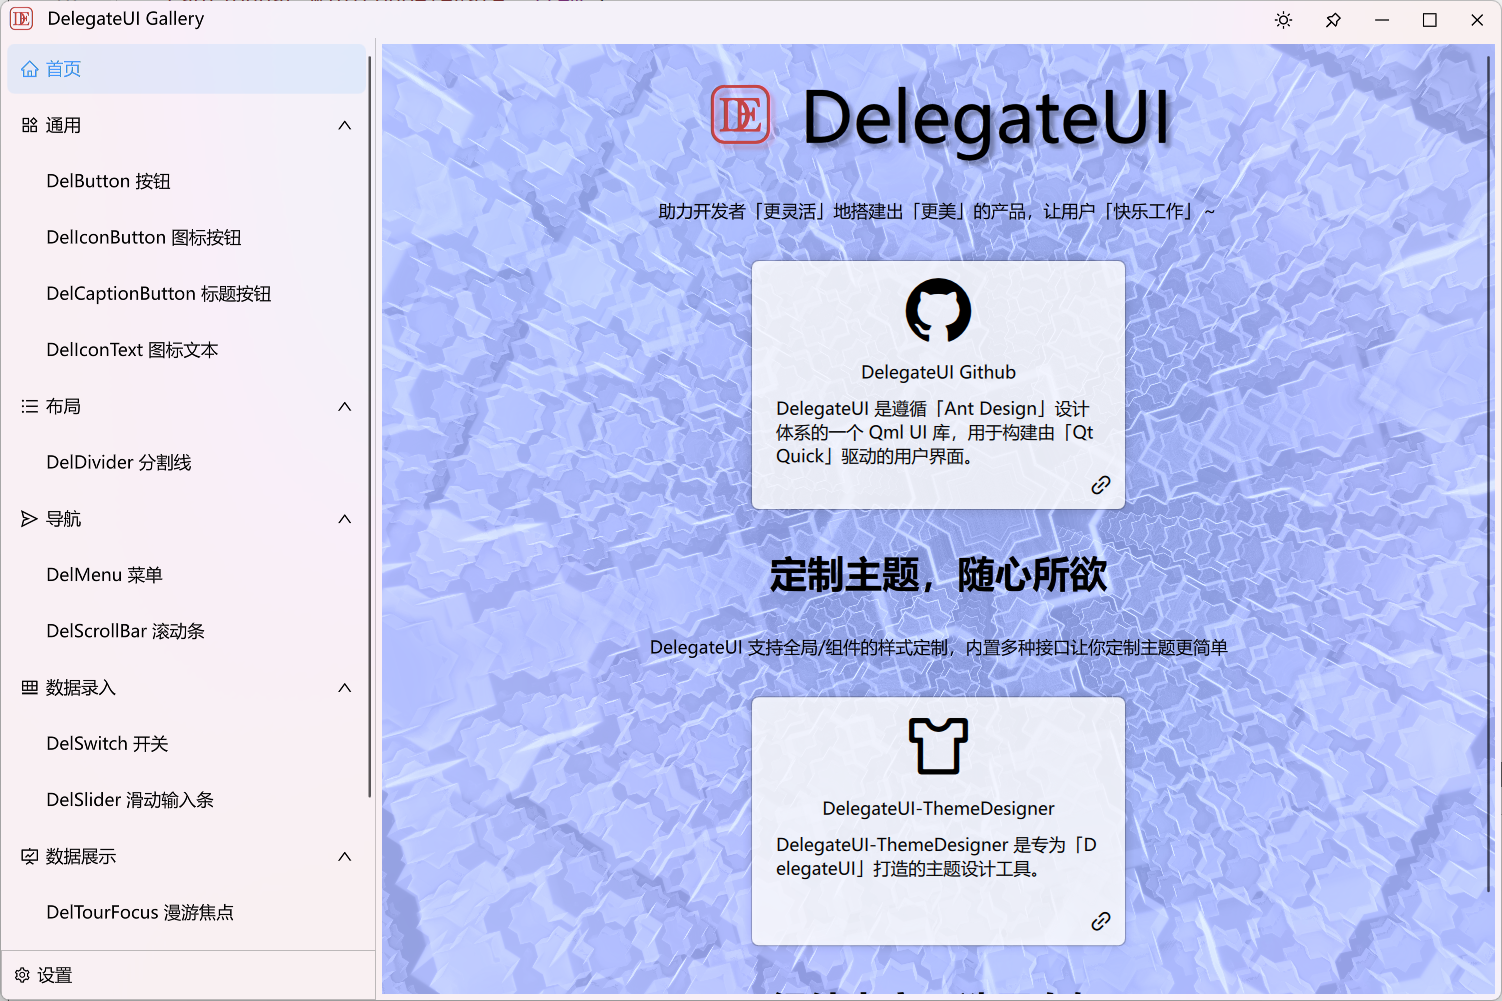 DelegateUI Gallery
首页
通用
DelButton 按钮
DelIconButton 图标按钮
DelCaptionButton 标题按钮
DelIconText 图标文本
布局
DelDivider 分割线
导航
DelMenu 菜单
DelScrollBar 滚动条
数据录入
DelSwitch 开关
DelSlider 滑动输入条
数据展示
DelTourFocus 漫游焦点
设置
DE DelegateUI
助力开发者「更灵活」地搭建出「更美」的产品，让用户「快乐工作」~
DelegateUI Github
DelegateUI 是遵循「Ant Design」设计
体系的一个 Qml UI 库，用于构建由「Qt
Quick」驱动的用户界面。
定制主题，随心所欲
DelegateUI 支持全局/组件的样式定制，内置多种接口让你定制主题更简单
DelegateUI-ThemeDesigner
DelegateUI-ThemeDesigner 是专为「D
elegateUI」打造的主题设计工具。